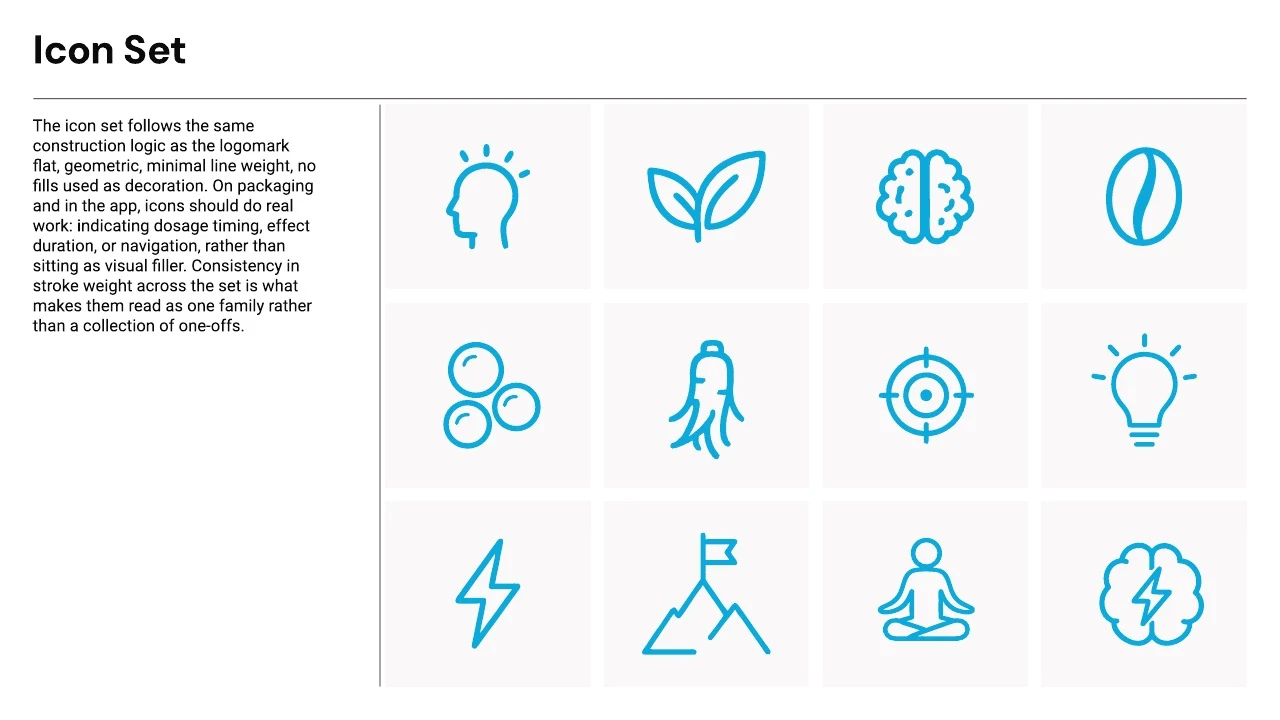 Icon Set
The icon set follows the same
construction logic as the logomark
flat, geometric, minimal line weight, no
fills used as decoration. On packaging
and in the app, icons should do real
work: indicating dosage timing, effect
duration, or navigation, rather than
sitting as visual filler. Consistency in
stroke weight across the set is what
makes them read as one family rather
than a collection of one-offs.